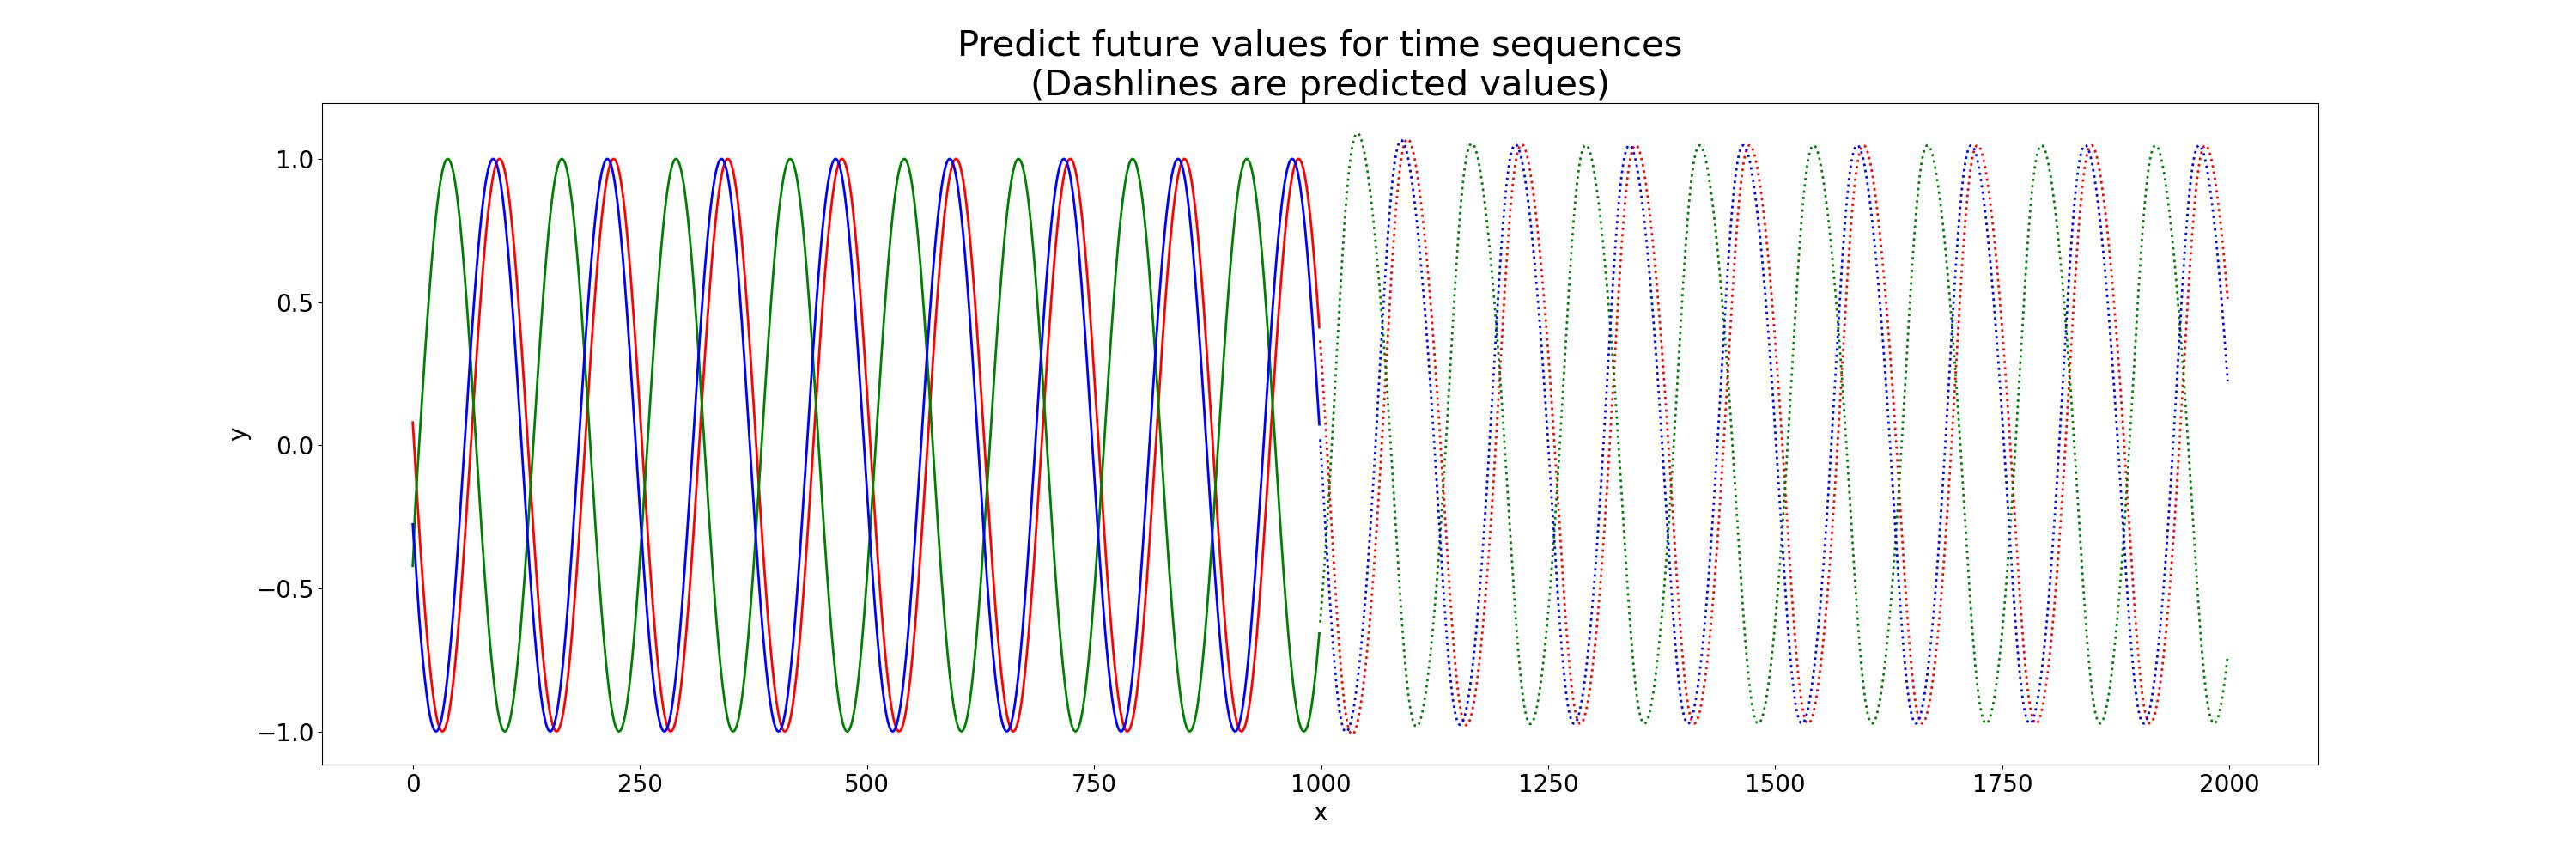 Predict future values for time sequences
(Dashlines are predicted values)
1.0
0.5
0.0
−0.5
−1.0
y
0 250 500 750 1000 1250 1500 1750 2000
x